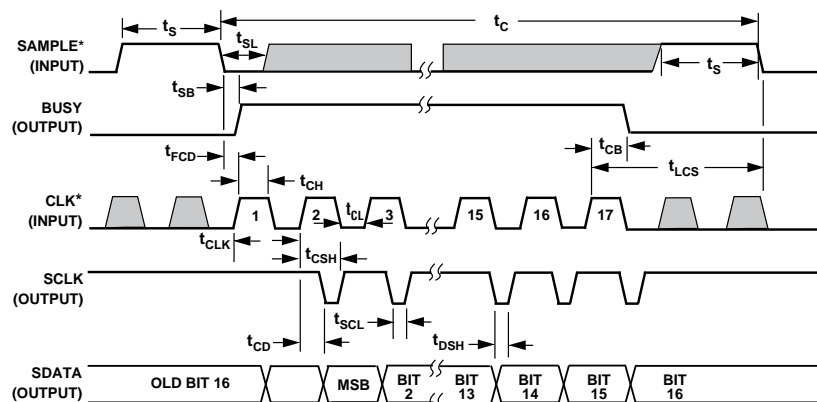 tS
tC
SAMPLE*
(INPUT)
tSL
tS
tSB
BUSY
(OUTPUT)
tFCD
tCB
tLCS
tCH
CLK*
(INPUT)
1
2
tCL
3
15
16
17
tCLK
tCSH
SCLK
(OUTPUT)
tSCL
tCD
tDSH
SDATA
(OUTPUT)
OLD BIT 16
MSB
BIT
2
BIT
13
BIT
14
BIT
15
BIT
16